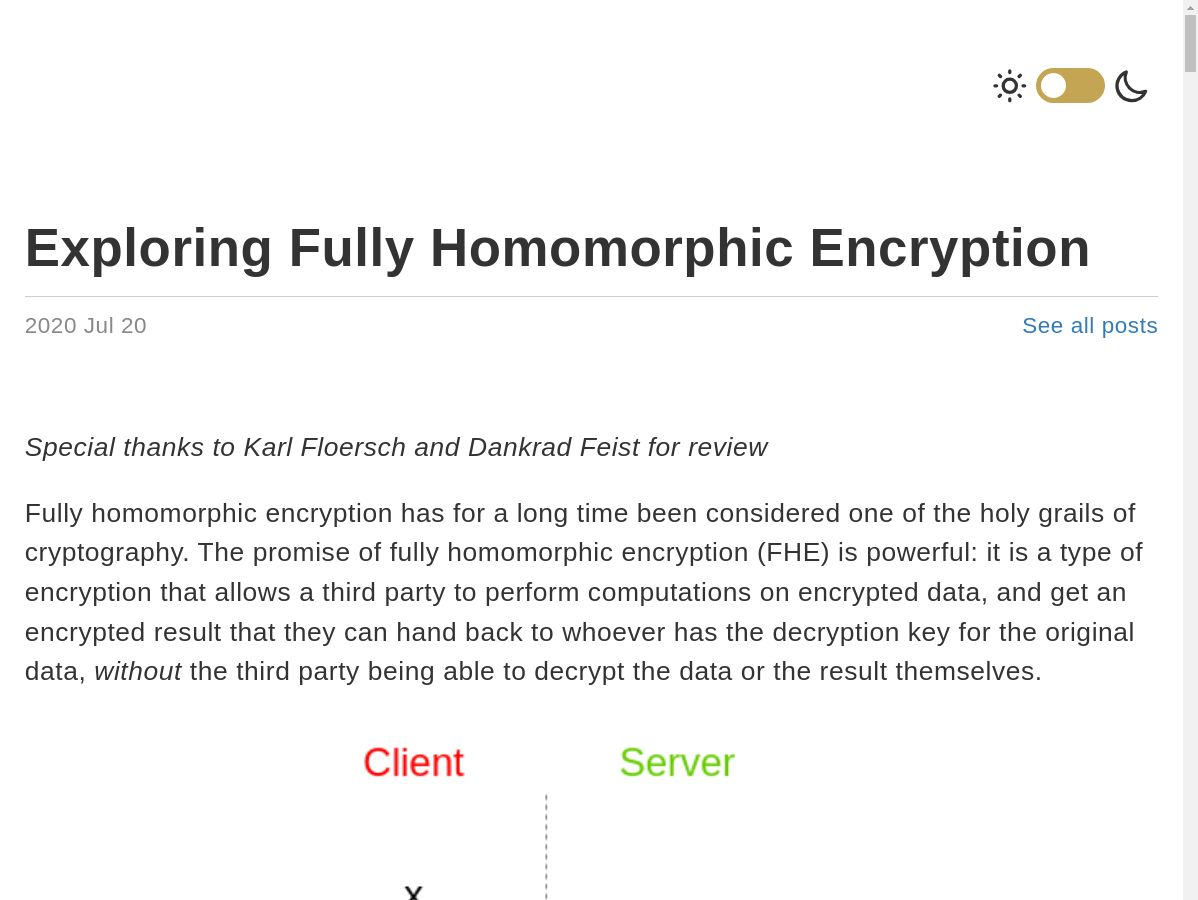 Exploring Fully Homomorphic Encryption
2020 Jul 20
See all posts
Special thanks to Karl Floersch and Dankrad Feist for review
Fully homomorphic encryption has for a long time been considered one of the holy grails of
cryptography. The promise of fully homomorphic encryption (FHE) is powerful: it is a type of
encryption that allows a third party to perform computations on encrypted data, and get an
encrypted result that they can hand back to whoever has the decryption key for the original
data, without the third party being able to decrypt the data or the result themselves.
Client
Server
x